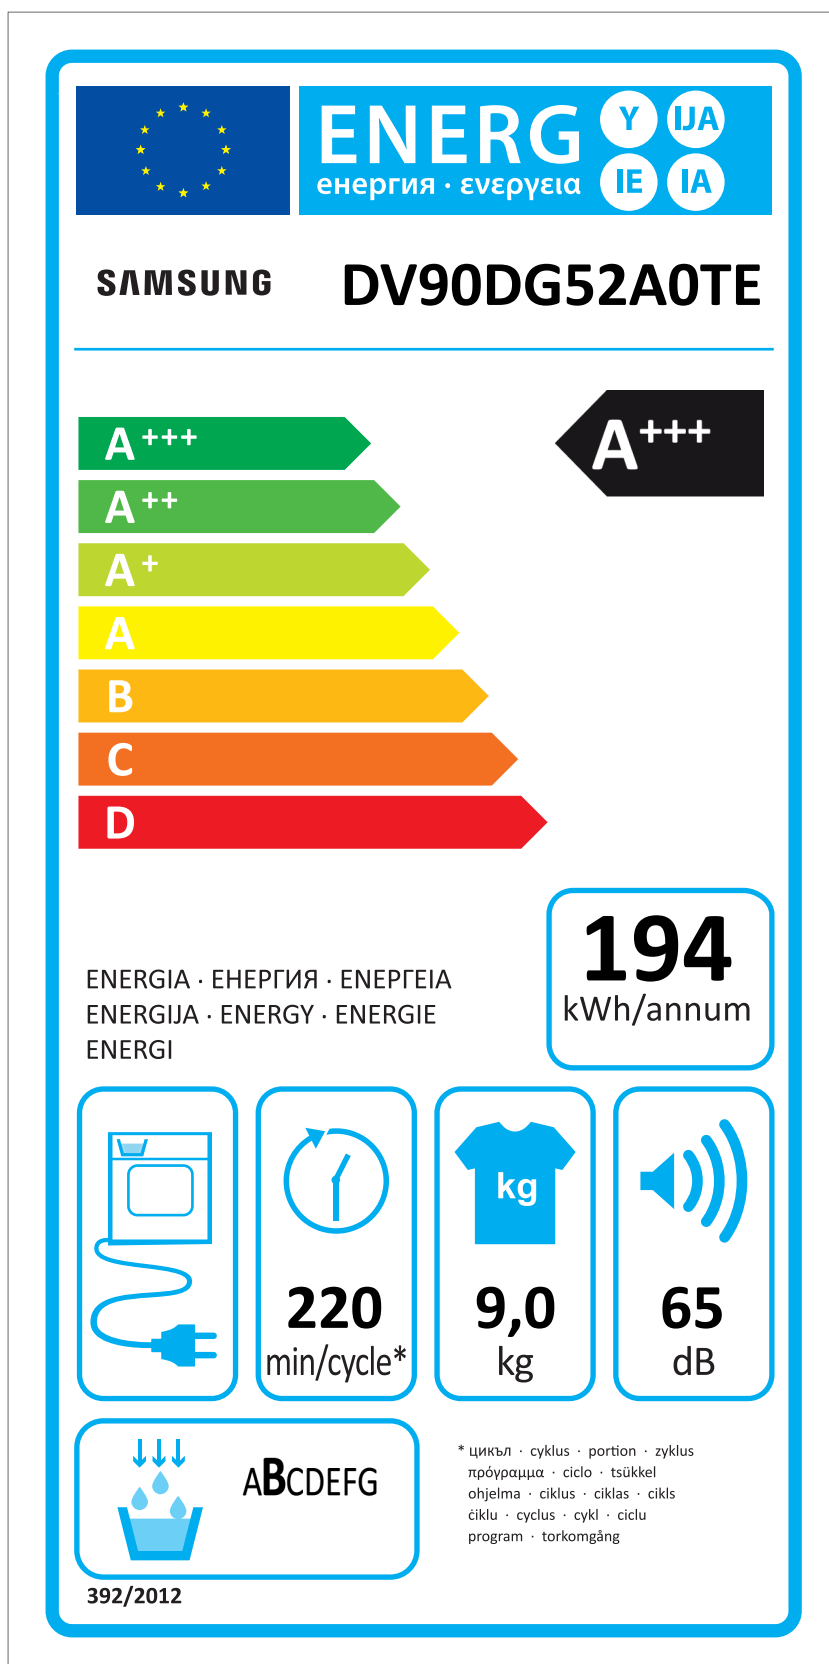 ENERG
енергия · ενεργεια
Y
IJA
IE
IA
SAMSUNG
DV90DG52A0TE
A+++
A+++
A++
A+
A
B
C
D
194
kWh/annum
ENERGIA · ЕНЕРГИЯ · ΕΝΕΡΓΕΙΑ
ENERGIJA · ENERGY · ENERGIE
ENERGI
220
min/cycle*
kg
9,0
kg
65
dB
ABCDEFG
* цикъл · cyklus · portion · zyklus
πρόγραμμα · ciclo · tsükkel
ohjelma · ciklus · ciklas · cikls
ċiklu · cyclus · cykl · ciclu
program · torkomgång
392/2012